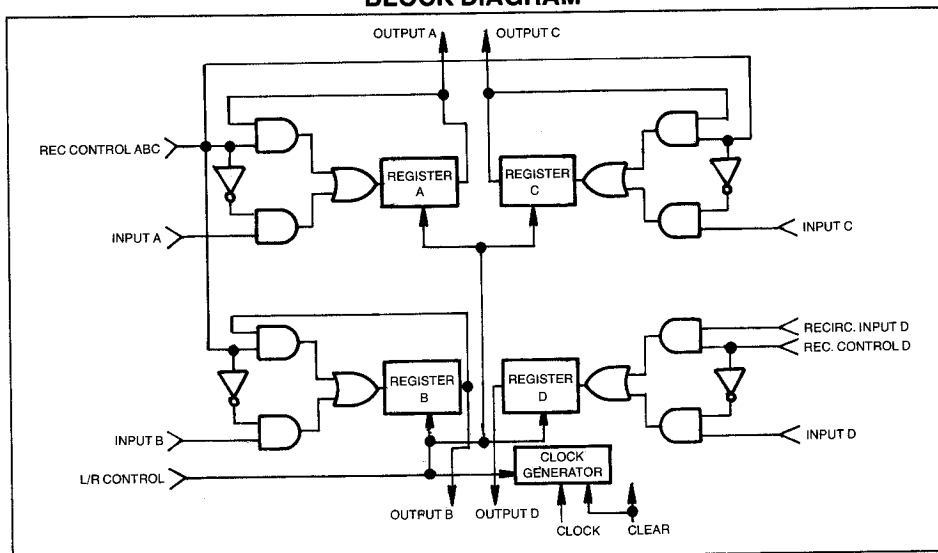 BLOCK DIAGRAM
OUTPUT A
OUTPUT C
REC CONTROL ABC
REGISTER
A
REGISTER
C
INPUT A
INPUT C
RECIRC. INPUT D
REC. CONTROL D
REGISTER
B
REGISTER
D
INPUT B
INPUT D
L/R CONTROL
CLOCK
GENERATOR
OUTPUT B
OUTPUT D
CLOCK
CLEAR